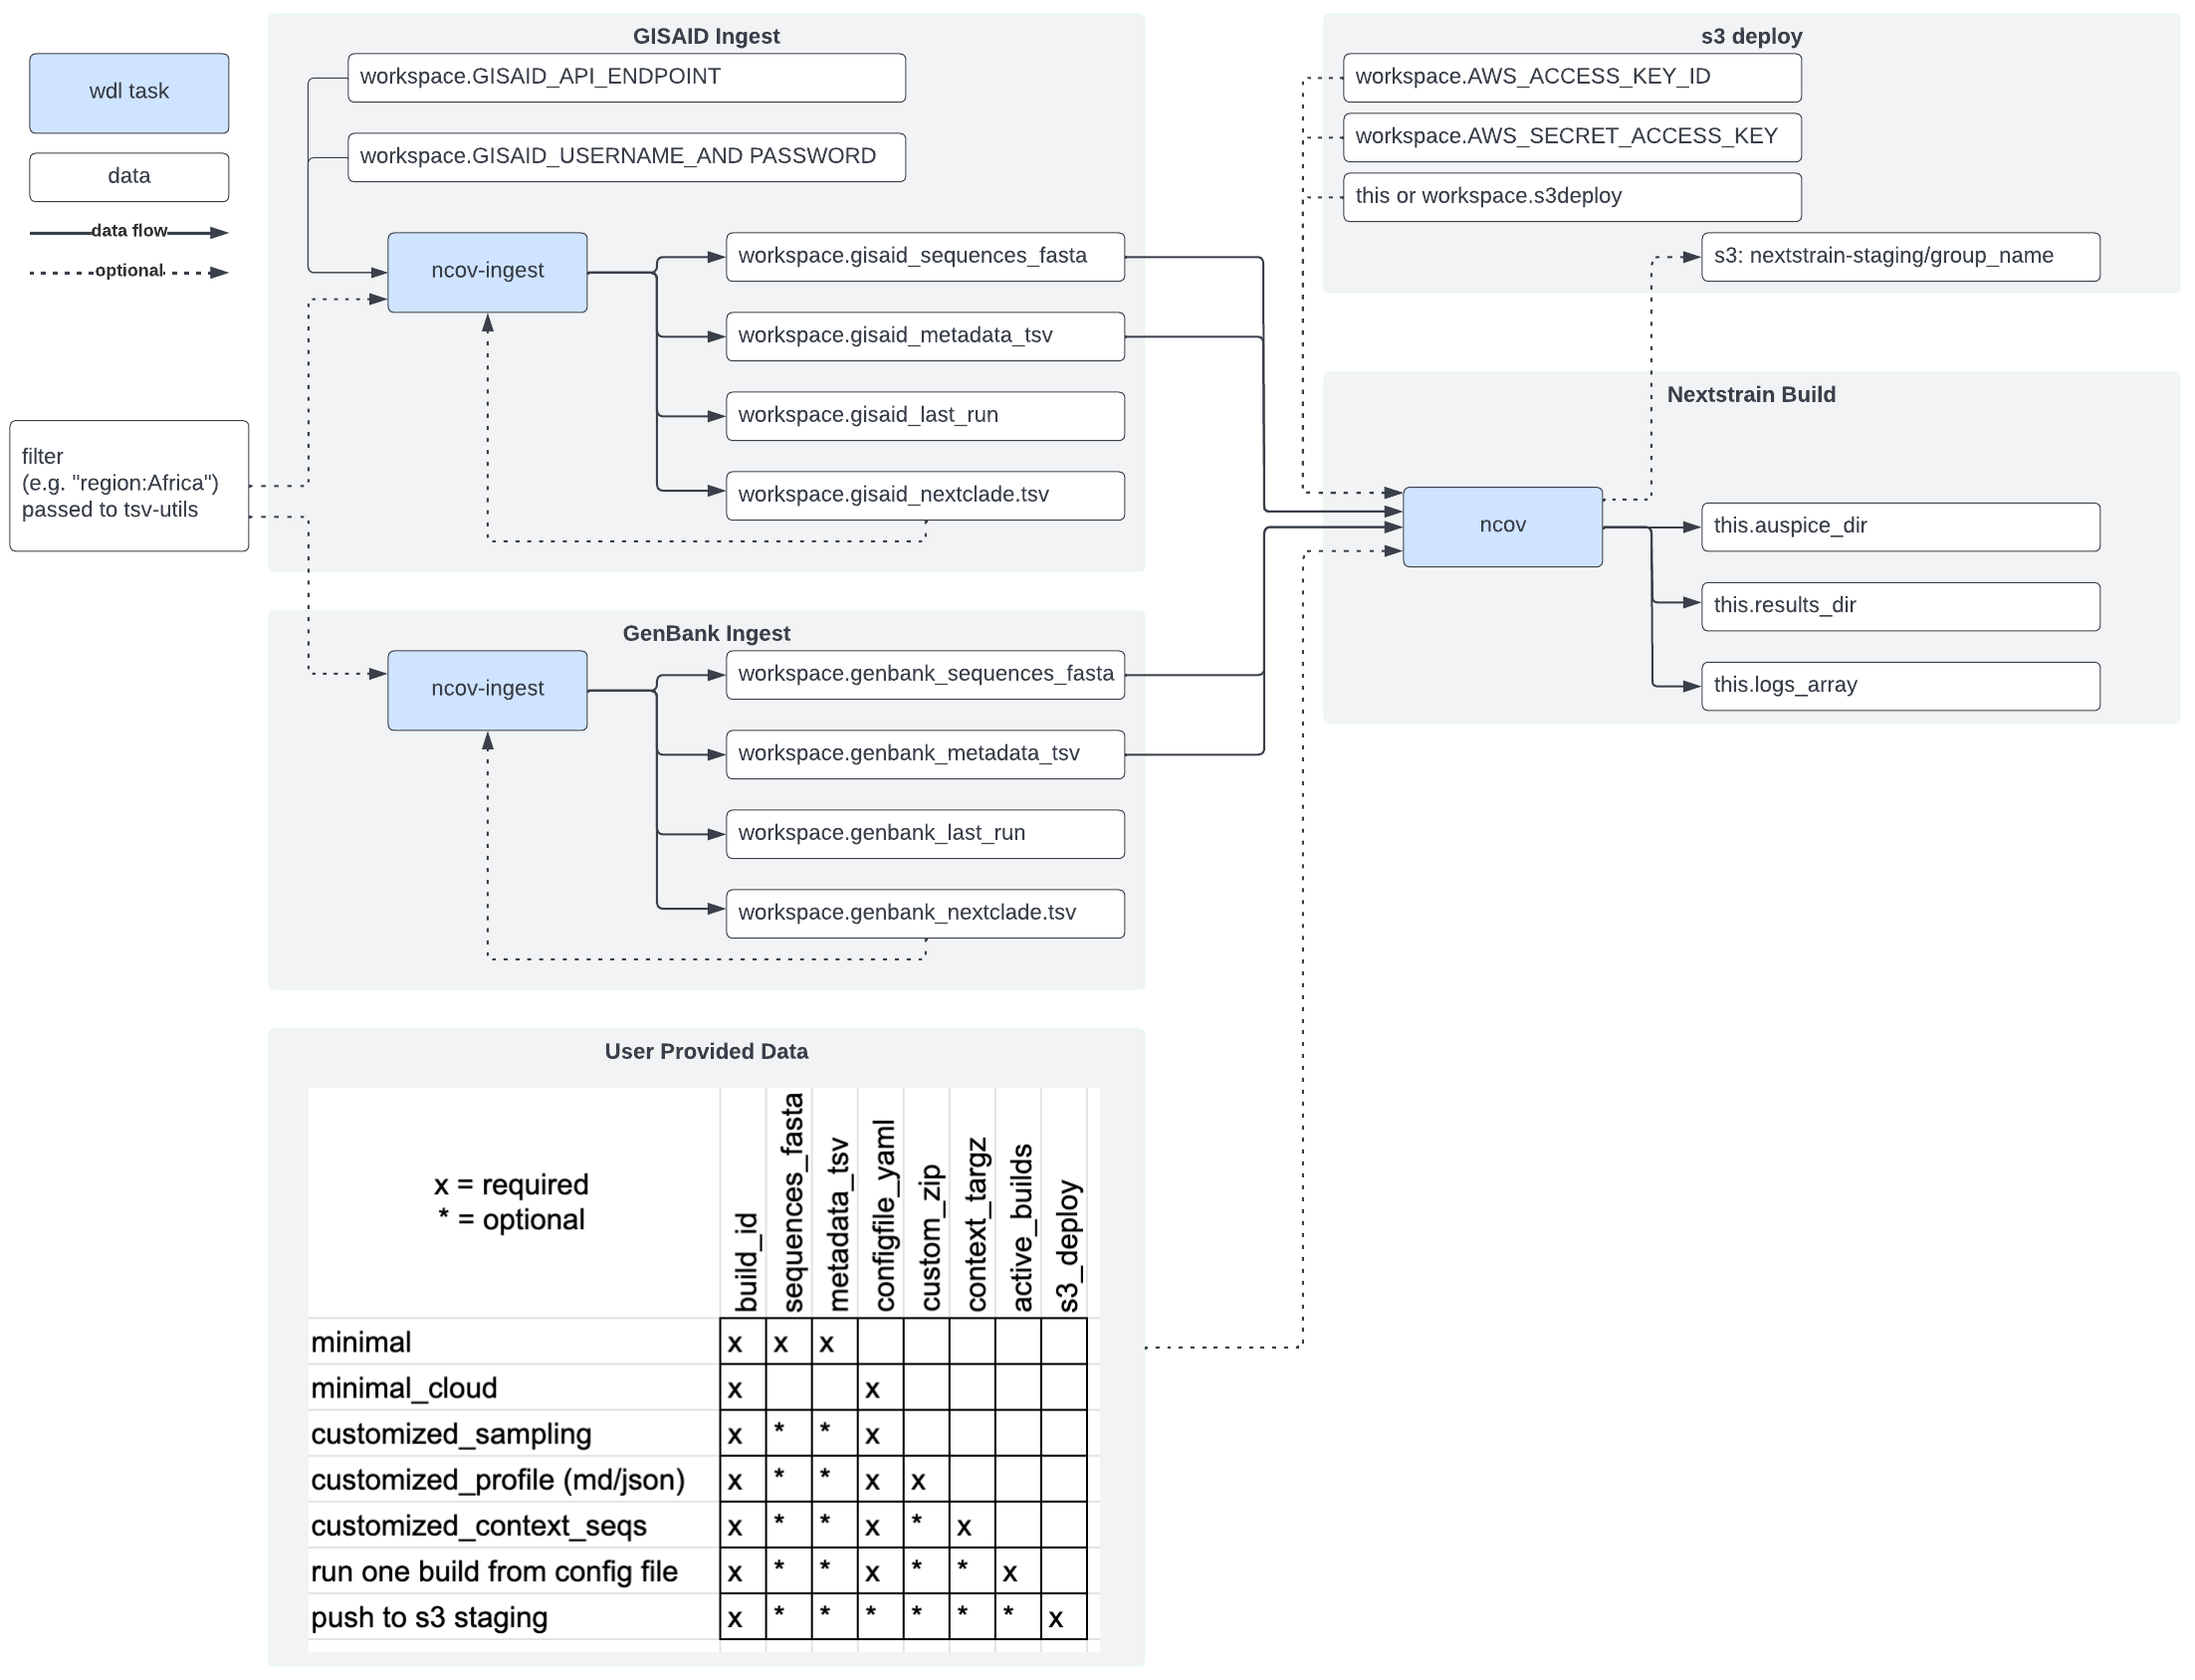 wdl task
data
data flow
optional
filter
(e.g. "region:Africa")
passed to tsv-utils
GISAID Ingest
workspace.GISAID_API_ENDPOINT
workspace.GISAID_USERNAME_AND PASSWORD
ncov-ingest
workspace.gisaid_sequences_fasta
workspace.gisaid_metadata_tsv
workspace.gisaid_last_run
workspace.gisaid_nextclade.tsv
GenBank Ingest
ncov-ingest
workspace.genbank_sequences_fasta
workspace.genbank_metadata_tsv
workspace.genbank_last_run
workspace.genbank_nextclade.tsv
s3 deploy
workspace.AWS_ACCESS_KEY_ID
workspace.AWS_SECRET_ACCESS_KEY
this or workspace.s3deploy
s3: nextstrain-staging/group_name
Nextstrain Build
ncov
this.auspice_dir
this.results_dir
this.logs_array
User Provided Data
x = required
* = optional
build_id
sequences_fasta
metadata_tsv
configfile_yaml
custom_zip
context_targz
active_builds
s3_deploy
minimal x x x
minimal_cloud x x
customized_sampling x * * x
customized_profile (md/json) x * * x x
customized_context_seqs x * * x * x
run one build from config file x * * x * * x
push to s3 staging x * * * * * * x